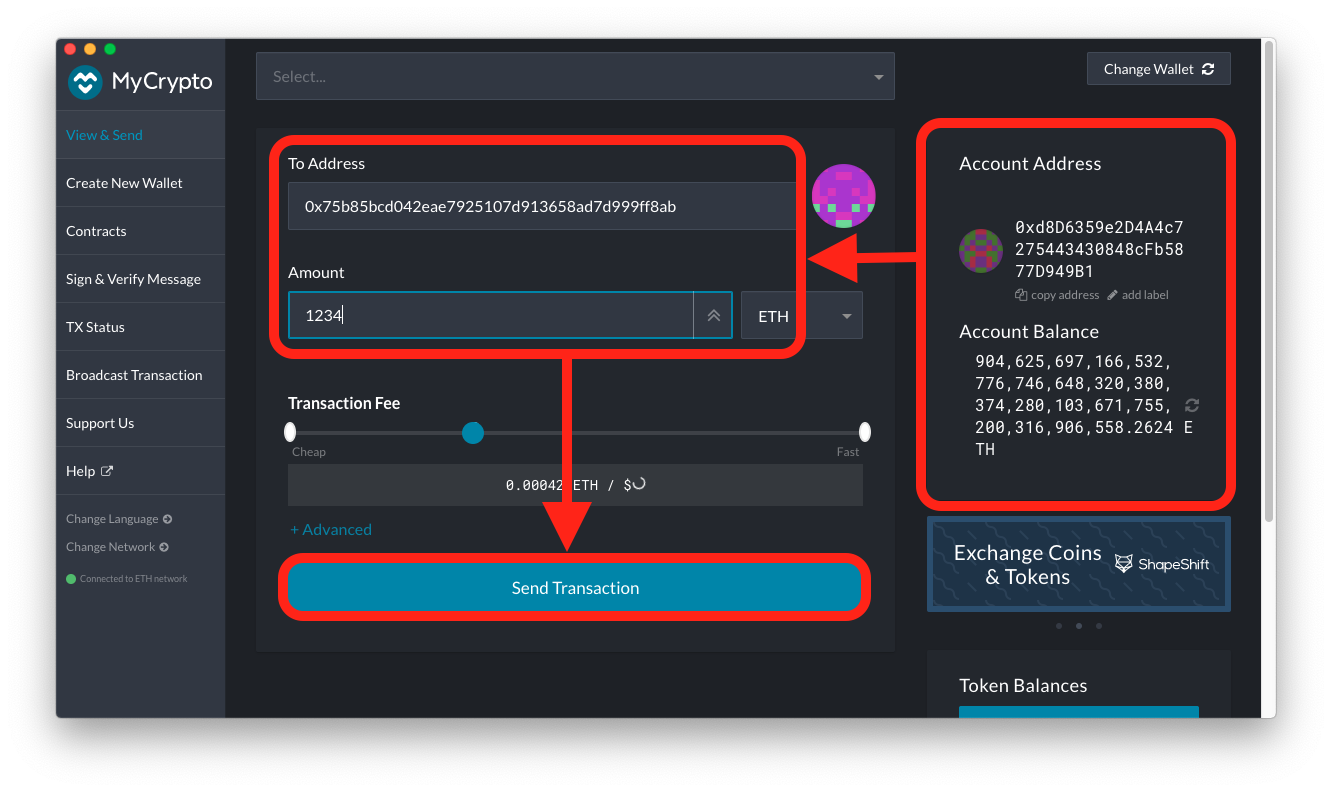 MyCrypto
View & Send
Create New Wallet
Contracts
Sign & Verify Message
TX Status
Broadcast Transaction
Support Us
Help
Change Language
Change Network
Connected to ETH network
Select...
Change Wallet
To Address
0x75b85bcd042eae7925107d913658ad7d999ff8ab
Amount
1234
ETH
Transaction Fee
Cheap
Fast
0.00042 ETH / $
+ Advanced
Send Transaction
Account Address
0xd8D6359e2D4A4c7
275443430848cFb58
77D949B1
copy address
add label
Account Balance
904,625,697,166,532,
776,746,648,320,380,
374,280,103,671,755,
200,316,906,558.2624 E
TH
Exchange Coins
& Tokens
ShapeShift
Token Balances